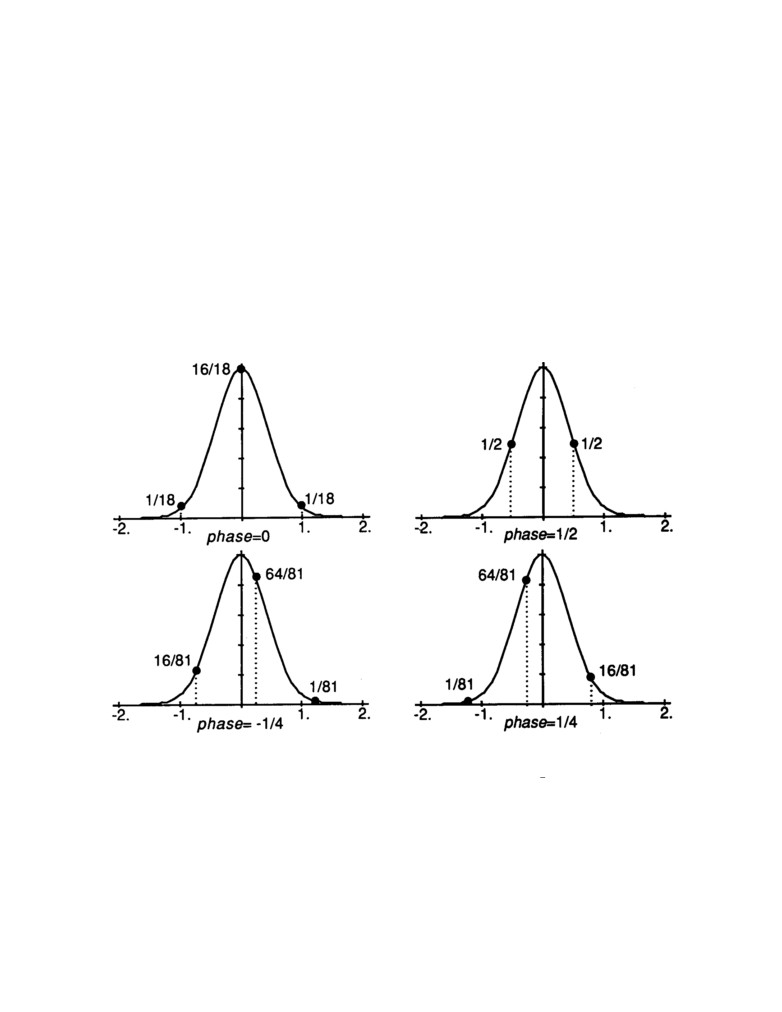 16/18
1/18 1/18
-2. -1. 1. 2.
phase=0
1/2 1/2
-2. -1. 1. 2.
phase=1/2
64/81
16/81
1/81
-2. -1. 1. 2.
phase= -1/4
64/81
16/81
1/81
-2. -1. 1. 2.
phase=1/4